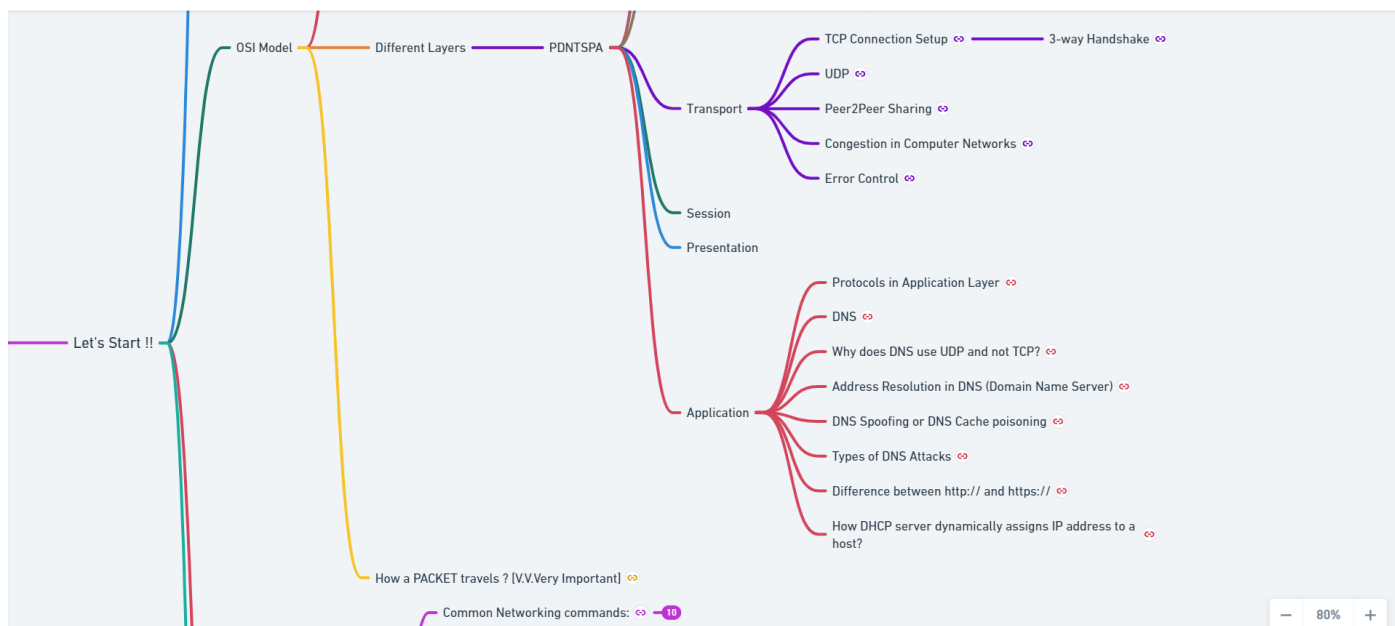 OSI Model
Different Layers
PDNTSPA
TCP Connection Setup
3-way Handshake
UDP
Transport
Peer2Peer Sharing
Congestion in Computer Networks
Error Control
Session
Presentation
Protocols in Application Layer
DNS
Let's Start !!
Why does DNS use UDP and not TCP?
Address Resolution in DNS (Domain Name Server)
Application
DNS Spoofing or DNS Cache poisoning
Types of DNS Attacks
Difference between http:// and https://
How DHCP server dynamically assigns IP address to a
host?
How a PACKET travels ? [V.V.Very Important]
Common Networking commands:
10
80%